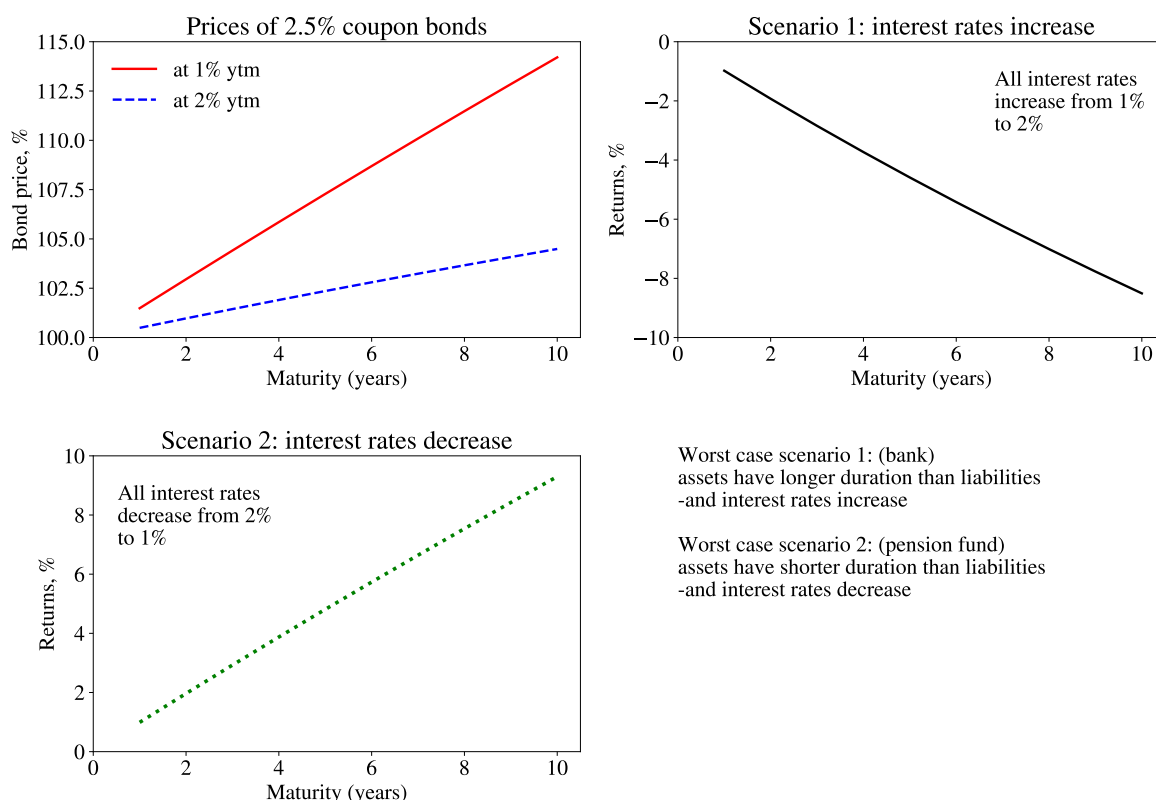 Prices of 2.5% coupon bonds
115.0
112.5
110.0
107.5
105.0
102.5
100.0
Bond price, %
at 1% ytm
at 2% ytm
0
2
4
6
8
10
Maturity (years)
Scenario 1: interest rates increase
0
−2
−4
−6
−8
−10
Returns, %
All interest rates
increase from 1%
to 2%
0
2
4
6
8
10
Maturity (years)
Scenario 2: interest rates decrease
10
8
6
4
2
0
Returns, %
All interest rates
decrease from 2%
to 1%
0
2
4
6
8
10
Maturity (years)
Worst case scenario 1: (bank)
assets have longer duration than liabilities
-and interest rates increase
Worst case scenario 2: (pension fund)
assets have shorter duration than liabilities
-and interest rates decrease